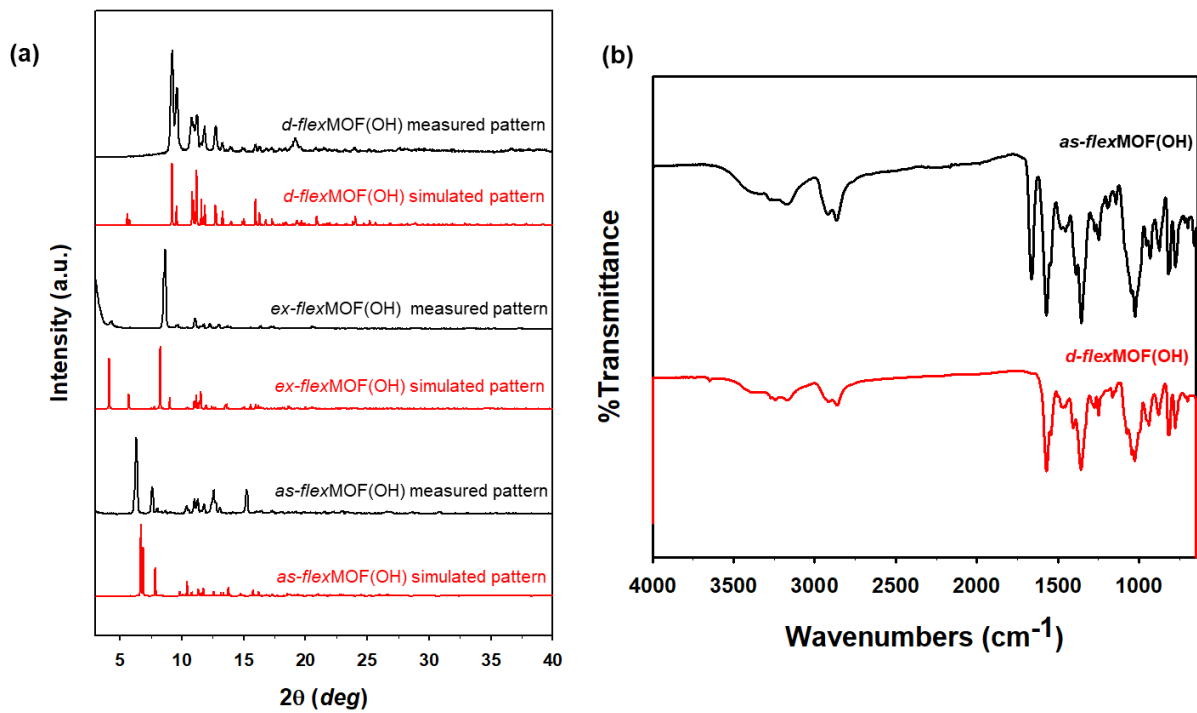 (a)
d-flexMOF(OH) measured pattern
d-flexMOF(OH) simulated pattern
ex-flexMOF(OH) measured pattern
ex-flexMOF(OH) simulated pattern
as-flexMOF(OH) measured pattern
as-flexMOF(OH) simulated pattern
Intensity (a.u.)
5 10 15 20 25 30 35 40
2θ (deg)
(b)
as-flexMOF(OH)
d-flexMOF(OH)
%Transmittance
4000 3500 3000 2500 2000 1500 1000
Wavenumbers (cm⁻¹)